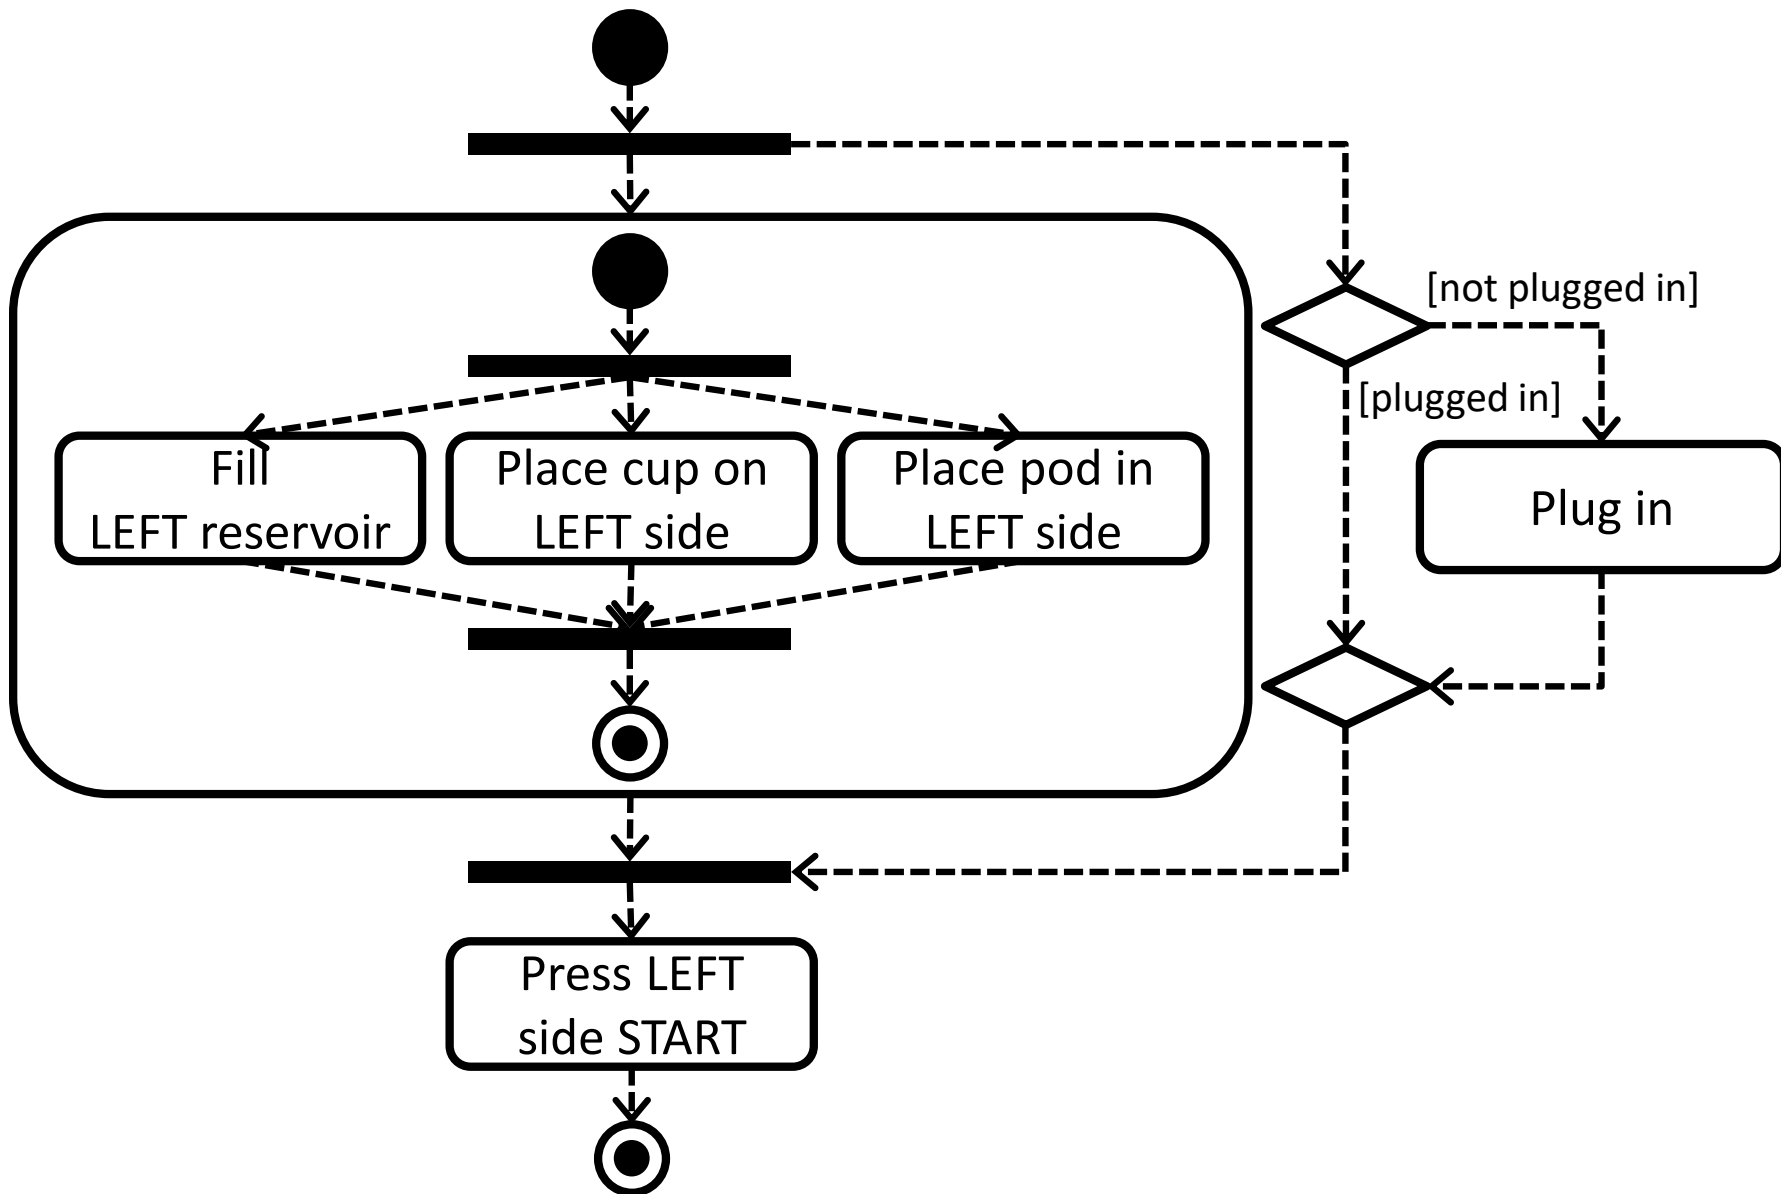 [not plugged in]
[plugged in]
Fill
LEFT reservoir
Place cup on
LEFT side
Place pod in
LEFT side
Plug in
Press LEFT
side START